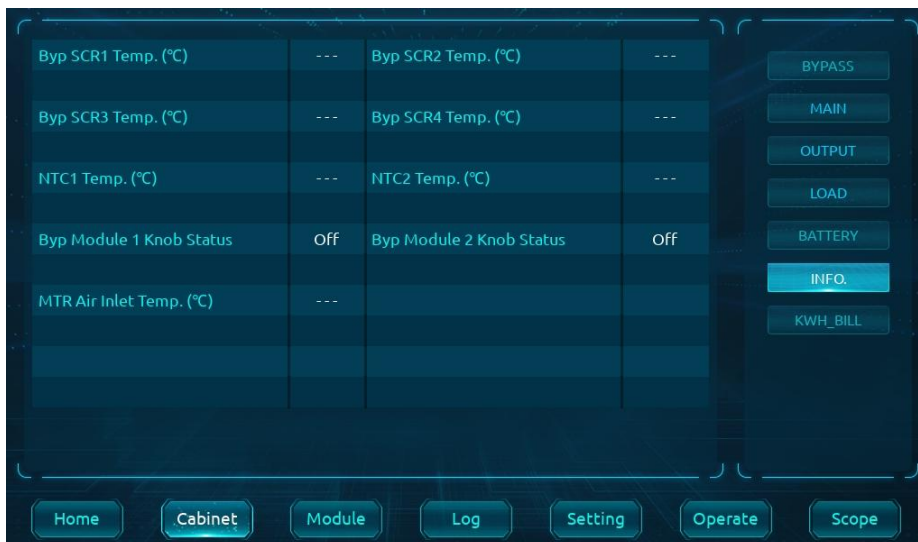 Byp SCR1 Temp. (℃) --- Byp SCR2 Temp. (℃) ---
Byp SCR3 Temp. (℃) --- Byp SCR4 Temp. (℃) ---
NTC1 Temp. (℃) --- NTC2 Temp. (℃) ---
Byp Module 1 Knob Status Off Byp Module 2 Knob Status Off
MTR Air Inlet Temp. (℃) ---
BYPASS
MAIN
OUTPUT
LOAD
BATTERY
INFO.
KWH_BILL
Home Cabinet Module Log Setting Operate Scope